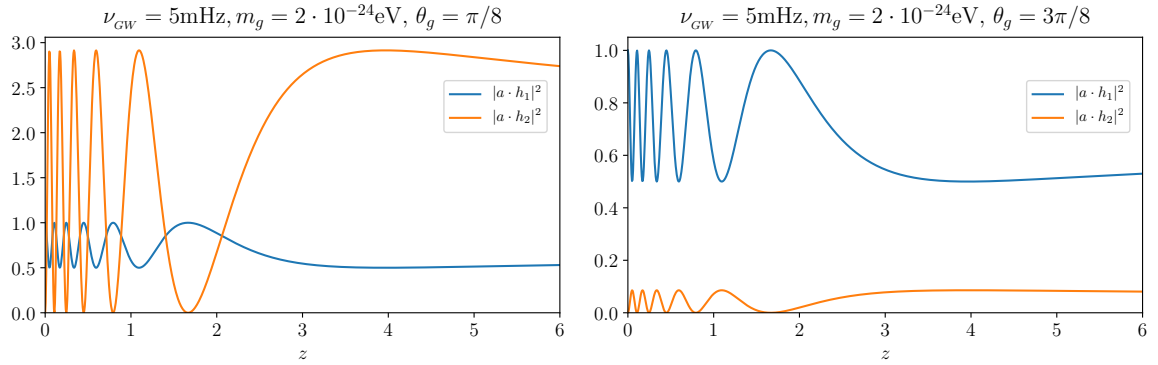 ν_GW = 5mHz, m_g = 2 · 10^−24eV, θ_g = π/8
3.0
2.5
2.0
1.5
1.0
0.5
0.0
|a · h_1|^2
|a · h_2|^2
0 1 2 3 4 5 6
z
ν_GW = 5mHz, m_g = 2 · 10^−24eV, θ_g = 3π/8
1.0
0.8
0.6
0.4
0.2
0.0
|a · h_1|^2
|a · h_2|^2
0 1 2 3 4 5 6
z